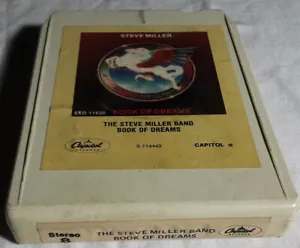 STEVE MILLER
BOOK OF DREAMS
THE STEVE MILLER BAND
BOOK OF DREAMS
Capitol
S 114443
CAPITOL
Stereo
8
THE STEVE MILLER BAND
BOOK OF DREAMS
Capitol